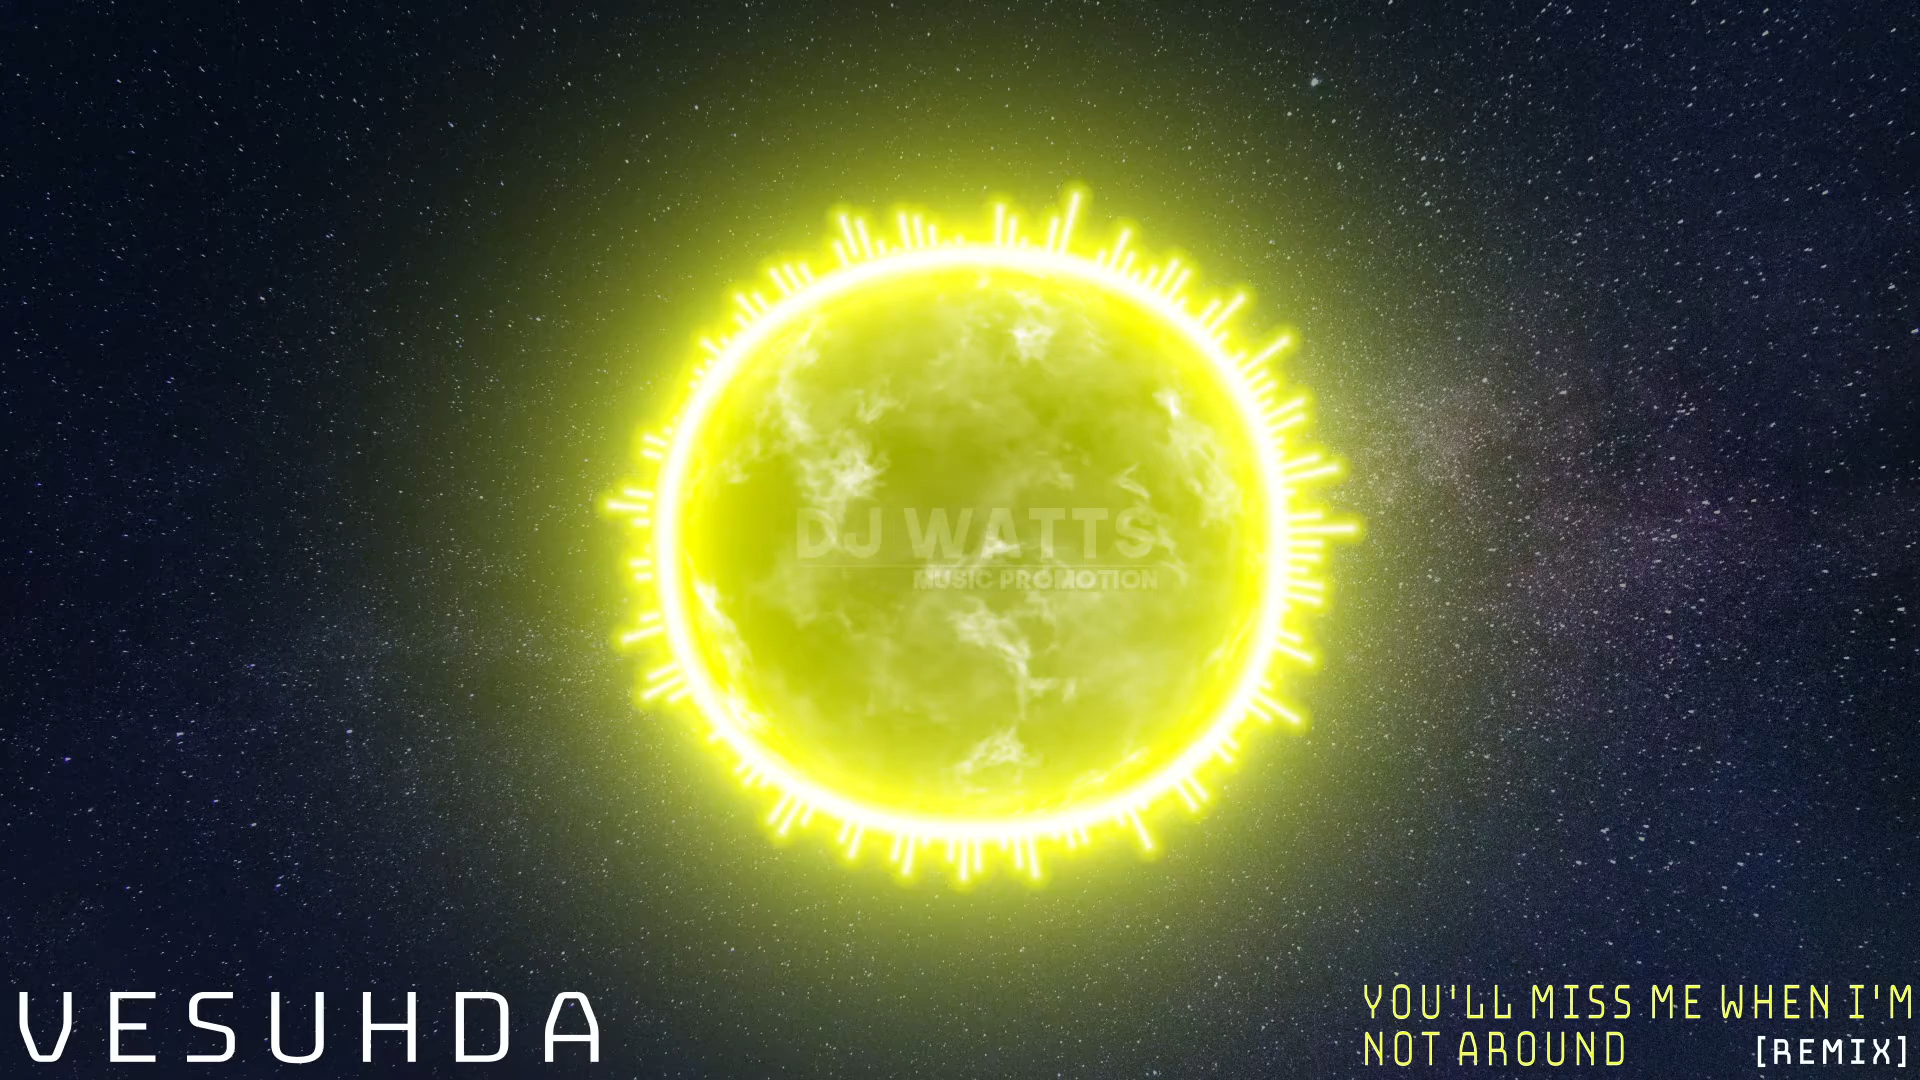 DJ WATTS
MUSIC PROMOTION
VESUHDA
YOU'LL MISS ME WHEN I'M
NOT AROUND [REMIX]